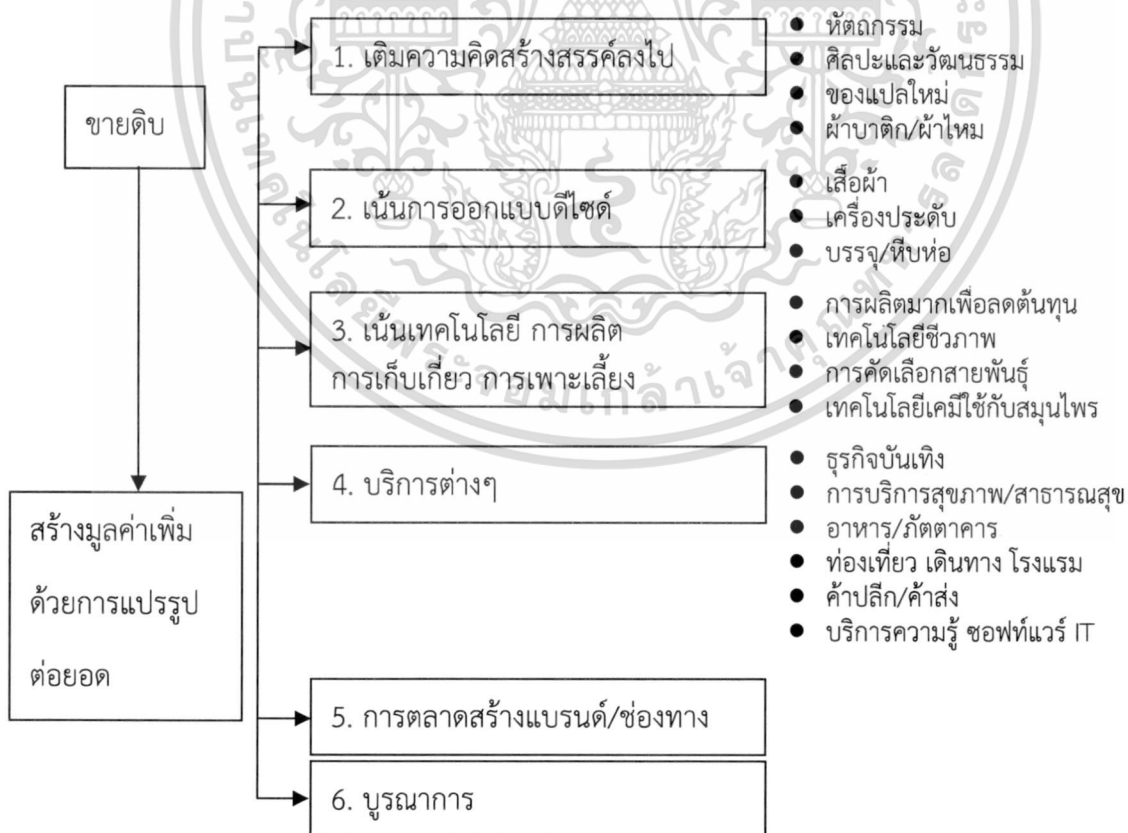 ขายดิบ
สร้างมูลค่าเพิ่ม
ด้วยการแปรรูป
ต่อยอด
1. เติมความคิดสร้างสรรค์ลงไป
● หัตถกรรม
● ศิลปะและวัฒนธรรม
● ของแปลใหม่
● ผ้าบาติก/ผ้าไหม
2. เน้นการออกแบบดีไซด์
● เสื้อผ้า
● เครื่องประดับ
● บรรจุ/หีบห่อ
3. เน้นเทคโนโลยี การผลิต
การเก็บเกี่ยว การเพาะเลี้ยง
● การผลิตมากเพื่อลดต้นทุน
● เทคโนโลยีชีวภาพ
● การคัดเลือกสายพันธุ์
● เทคโนโลยีเคมีใช้กับสมุนไพร
4. บริการต่างๆ
● ธุรกิจบันเทิง
● การบริการสุขภาพ/สาธารณสุข
● อาหาร/ภัตตาคาร
● ท่องเที่ยว เดินทาง โรงแรม
● ค้าปลีก/ค้าส่ง
● บริการความรู้ ซอฟท์แวร์ IT
5. การตลาดสร้างแบรนด์/ช่องทาง
6. บูรณาการ